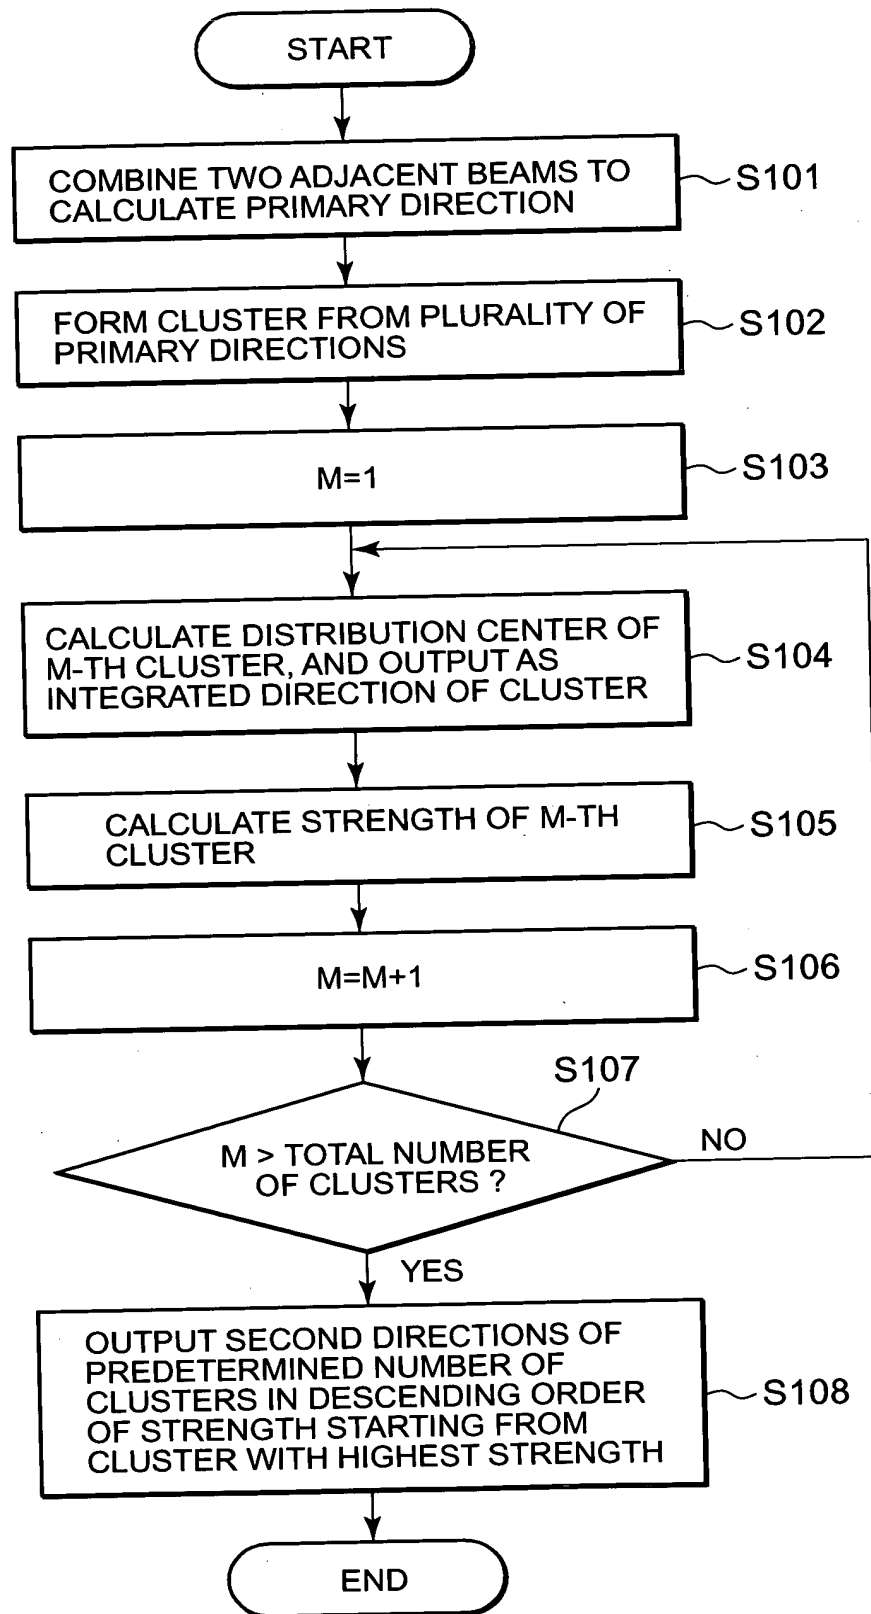 START
COMBINE TWO ADJACENT BEAMS TO
CALCULATE PRIMARY DIRECTION
S101
FORM CLUSTER FROM PLURALITY OF
PRIMARY DIRECTIONS
S102
M=1
S103
CALCULATE DISTRIBUTION CENTER OF
M-TH CLUSTER, AND OUTPUT AS
INTEGRATED DIRECTION OF CLUSTER
S104
CALCULATE STRENGTH OF M-TH
CLUSTER
S105
M=M+1
S106
S107
M > TOTAL NUMBER
OF CLUSTERS ?
NO
YES
OUTPUT SECOND DIRECTIONS OF
PREDETERMINED NUMBER OF
CLUSTERS IN DESCENDING ORDER
OF STRENGTH STARTING FROM
CLUSTER WITH HIGHEST STRENGTH
S108
END